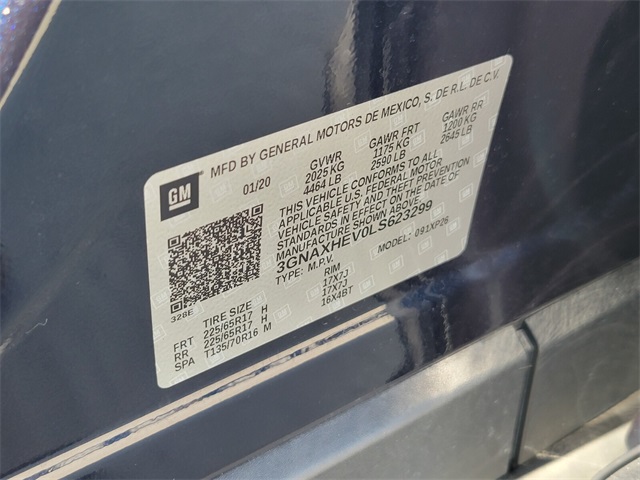 MFD BY GENERAL MOTORS DE MEXICO, S. DE R.L. DE C.V.
GM
01/20
GVWR GAWR FRT GAWR RR
2025 KG 1175 KG 1200 KG
4464 LB 2590 LB 2645 LB
THIS VEHICLE CONFORMS TO ALL
APPLICABLE U.S. FEDERAL MOTOR
VEHICLE SAFETY AND THEFT PREVENTION
STANDARDS IN EFFECT ON THE DATE OF
MANUFACTURE SHOWN ABOVE.
3GNAXHEV0LS623299
TYPE: M.P.V. MODEL: 091XP26
328E
TIRE SIZE RIM
FRT 225/65R17 H 17X7J
RR 225/65R17 H 17X7J
SPA T135/70R16 M 16X4BT